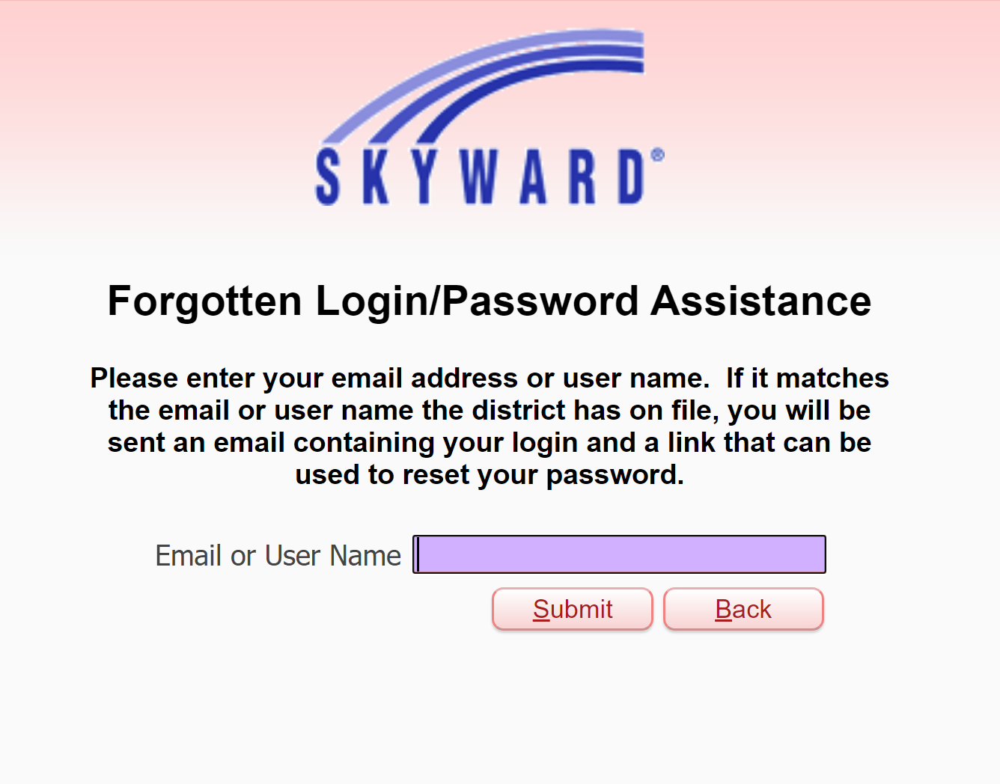 SKYWARD®
Forgotten Login/Password Assistance
Please enter your email address or user name.  If it matches
the email or user name the district has on file, you will be
sent an email containing your login and a link that can be
used to reset your password.
Email or User Name
Submit Back